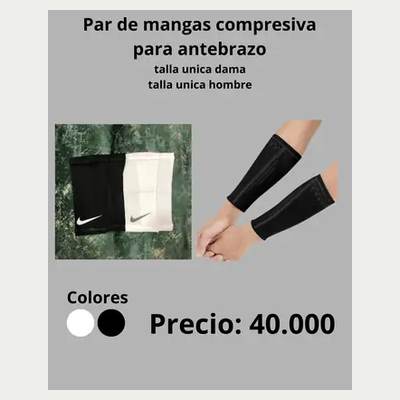 Par de mangas compresiva
para antebrazo
talla unica dama
talla unica hombre
Colores
Precio: 40.000